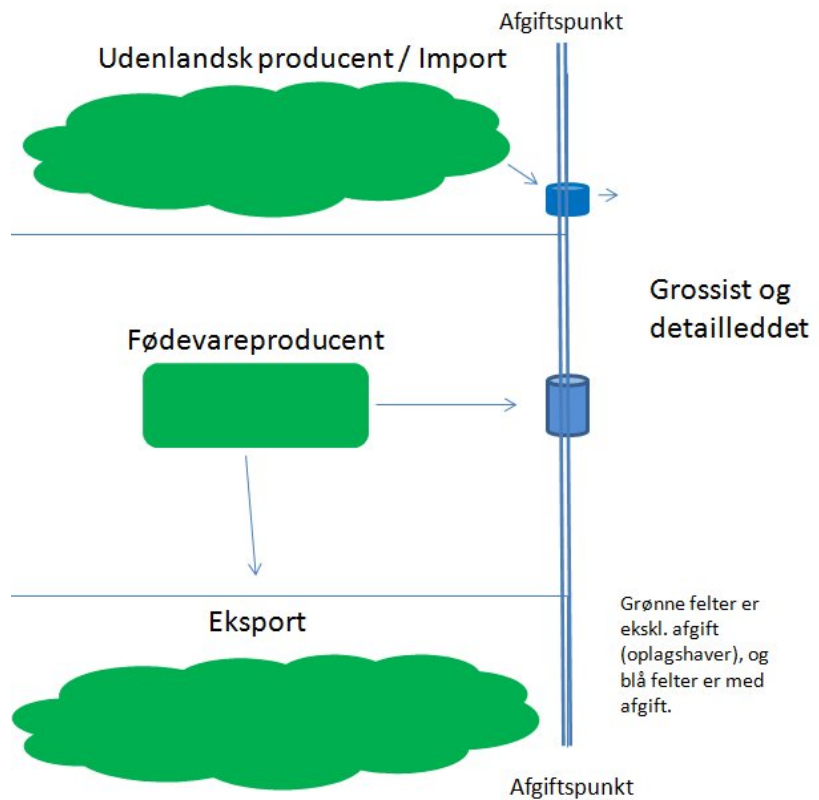 Afgiftspunkt
Udenlandsk producent / Import
Grossist og
detailleddet
Fødevareproducent
Eksport
Grønne felter er
ekskl. afgift
(oplagshaver), og
blå felter er med
afgift.
Afgiftspunkt